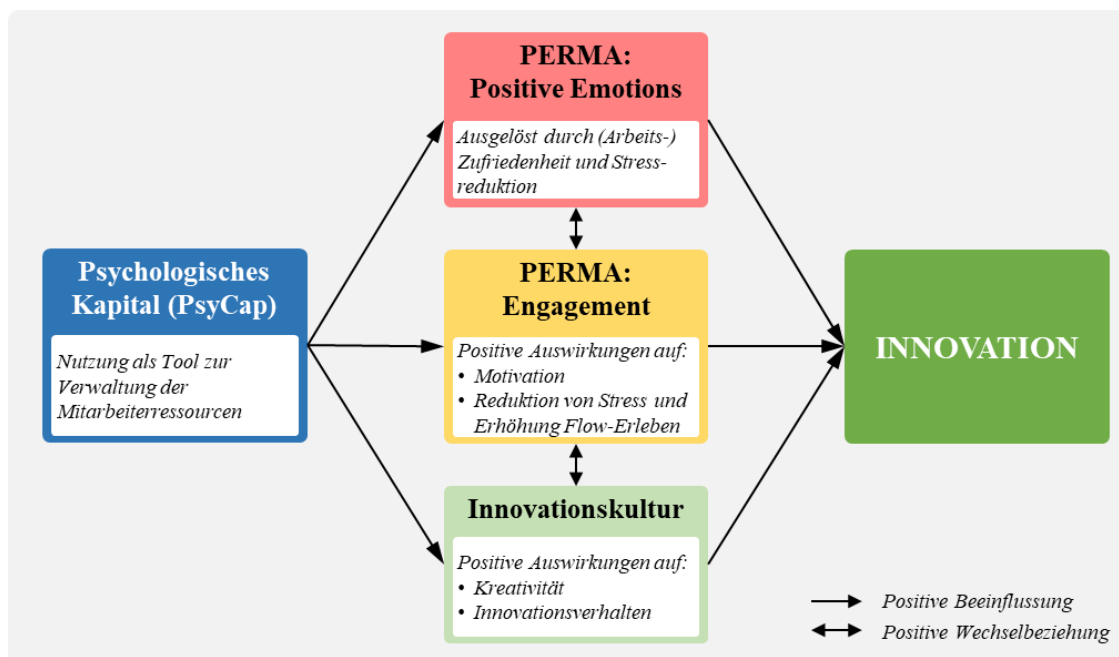 PERMA:
Positive Emotions
Ausgelöst durch (Arbeits-)
Zufriedenheit und Stress-
reduktion
Psychologisches
Kapital (PsyCap)
Nutzung als Tool zur
Verwaltung der
Mitarbeiterressourcen
PERMA:
Engagement
Positive Auswirkungen auf:
• Motivation
• Reduktion von Stress und
Erhöhung Flow-Erleben
INNOVATION
Innovationskultur
Positive Auswirkungen auf:
• Kreativität
• Innovationsverhalten
Positive Beeinflussung
Positive Wechselbeziehung